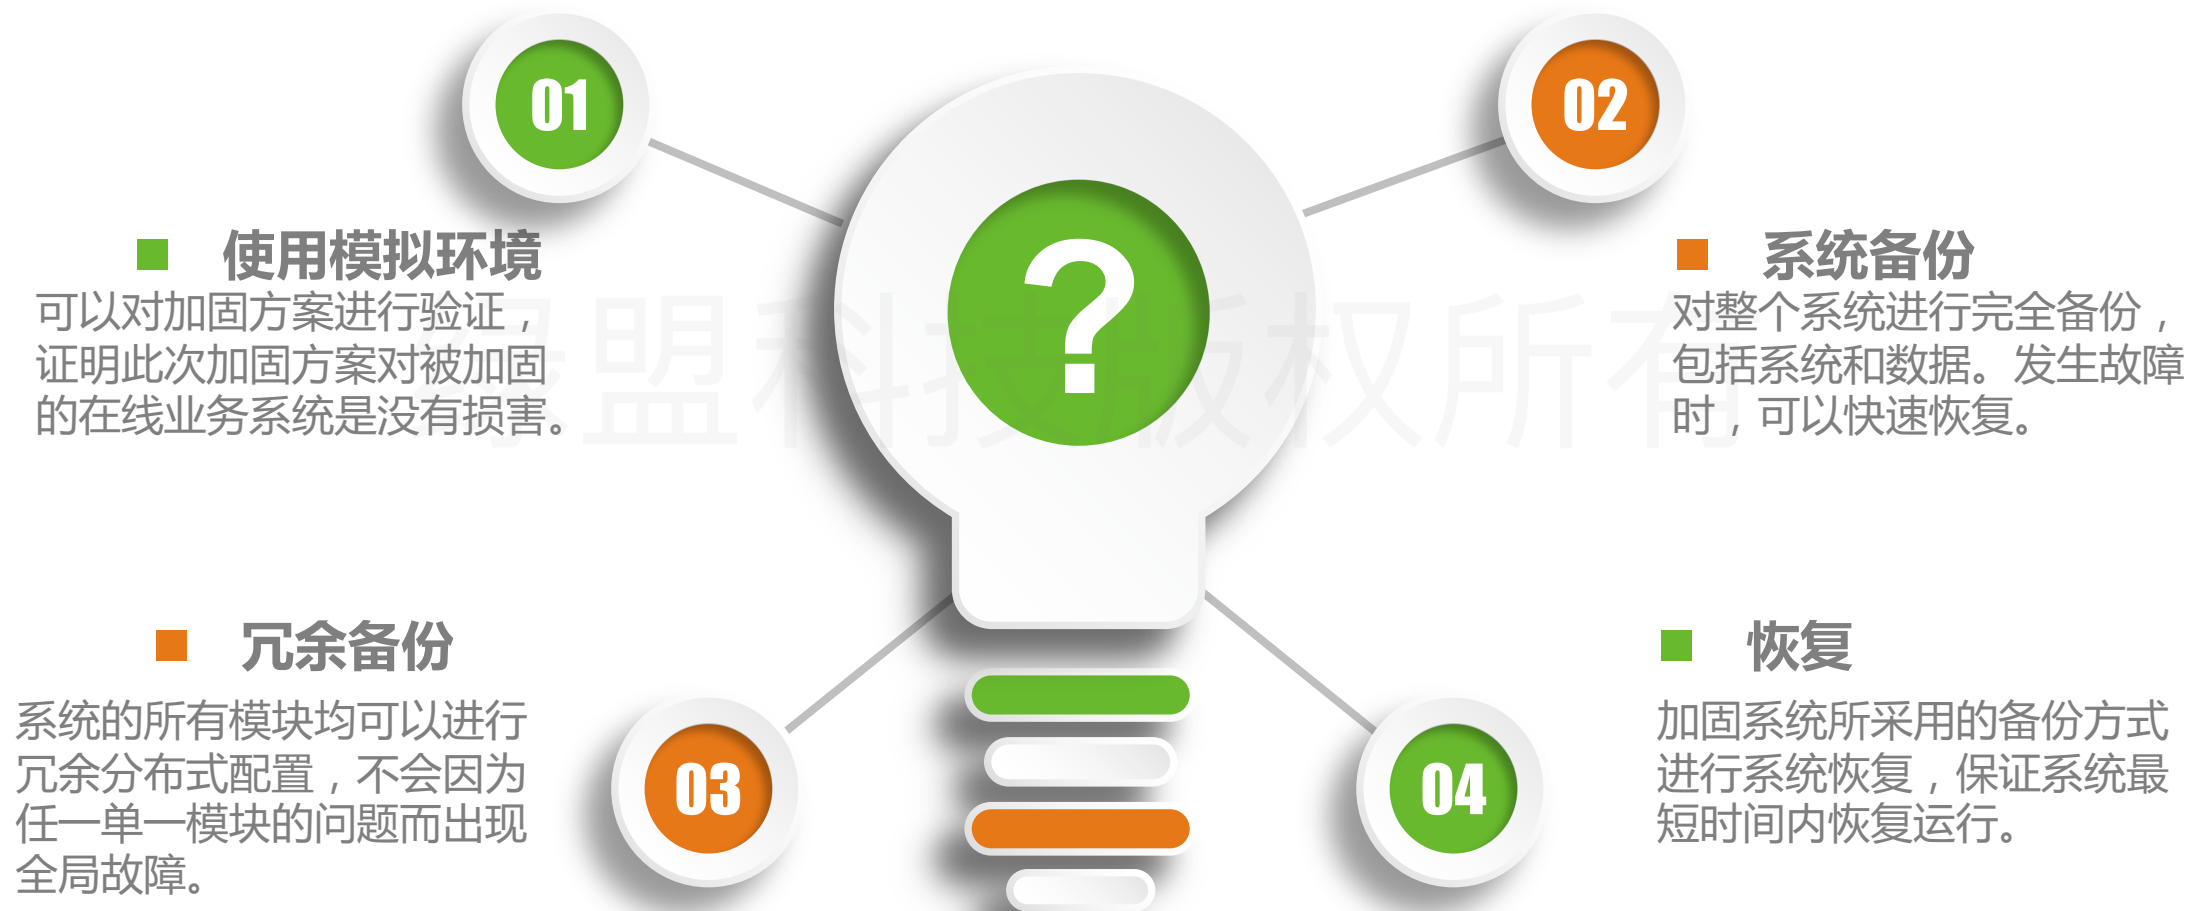 01
使用模拟环境
可以对加固方案进行验证，
证明此次加固方案对被加固
的在线业务系统是没有损害。
02
系统备份
对整个系统进行完全备份，
包括系统和数据。发生故障
时，可以快速恢复。
?
绿盟科技版权所有
冗余备份
系统的所有模块均可以进行
冗余分布式配置，不会因为
任一单一模块的问题而出现
全局故障。
03
恢复
加固系统所采用的备份方式
进行系统恢复，保证系统最
短时间内恢复运行。
04